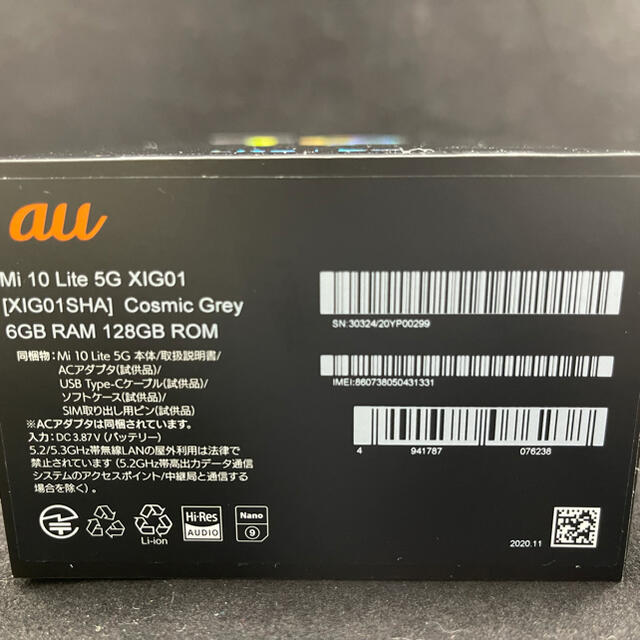 au
Mi 10 Lite 5G XIG01
[XIG01SHA] Cosmic Grey
6GB RAM 128GB ROM
同梱物：Mi 10 Lite 5G 本体/取扱説明書/
ACアダプタ(試供品)/
USB Type-Cケーブル(試供品)/
ソフトケース(試供品)/
SIM取り出し用ピン(試供品)
※ACアダプタは同梱されています。
入力：DC 3.87V (バッテリー)
5.2/5.3GHz帯無線LANの屋外利用は法律で
禁止されています (5.2GHz帯高出力データ通信
システムのアクセスポイント/中継局と通信する
場合を除く)。
Li-ion
Hi-Res
AUDIO
Nano
9
SN:30324/20YP00299
IMEI:860738050431331
4 941787 076238
2020.11